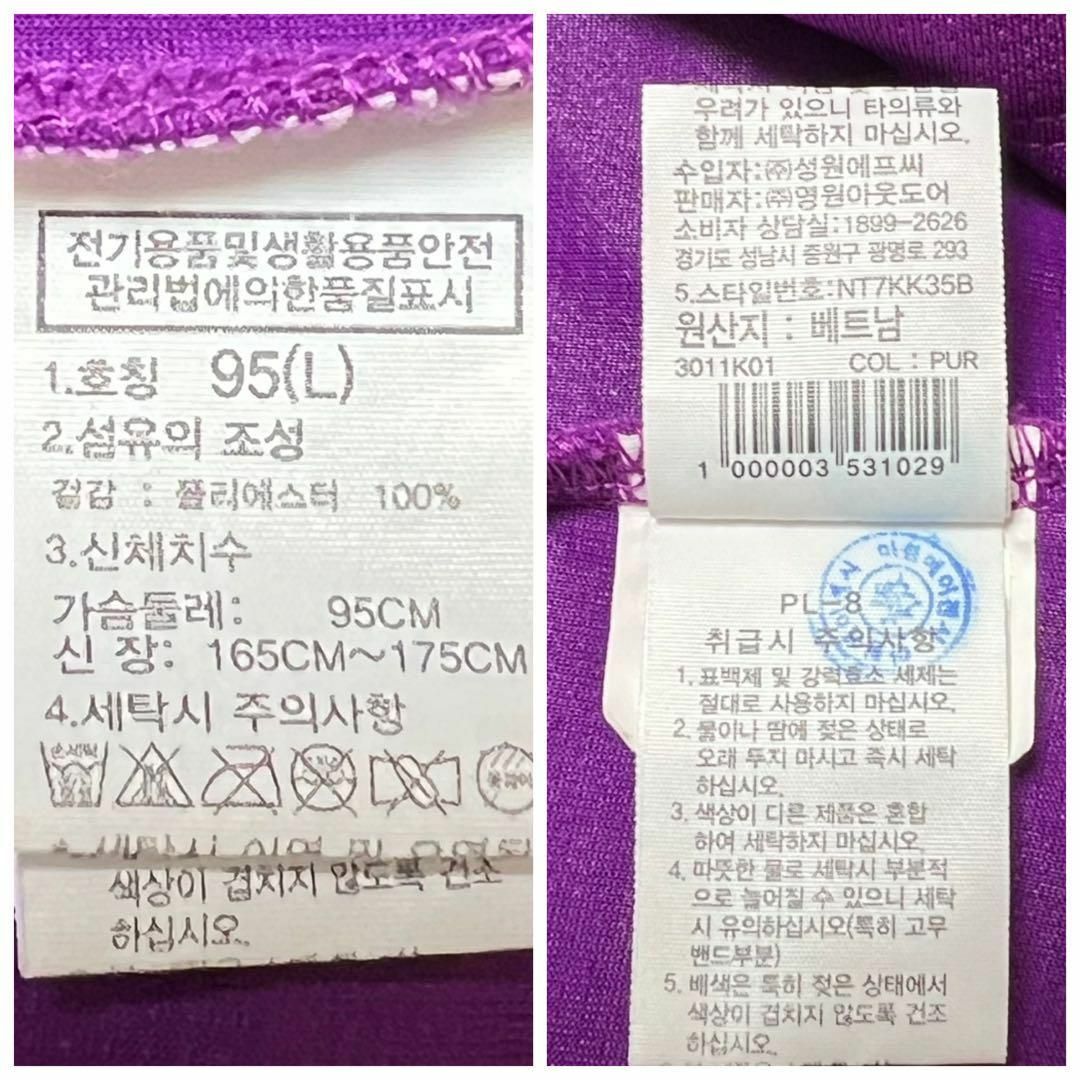 전기용품및생활용품안전
관리법에의한품질표시
1.호칭 95(L)
2.섬유의 조성
겉감 : 폴리에스터 100%
3.신체치수
가슴둘레: 95CM
신 장: 165CM~175CM
4.세탁시 주의사항
손세탁
색상이 겹치지 않도록 건조
하십시오.
우려가 있으니 타의류와
함께 세탁하지 마십시오.
수입자:㈜성원에프씨
판매자:㈜영원아웃도어
소비자 상담실:1899-2626
경기도 성남시 중원구 광명로 293
5.스타일번호:NT7KK35B
원산지 : 베트남
3011K01 COL : PUR
1 000003 531029
PL-8
취급시 주의사항
1. 표백제 및 강력효소 세제는
절대로 사용하지 마십시오.
2. 물이나 땀에 젖은 상태로
오래 두지 마시고 즉시 세탁
하십시오.
3. 색상이 다른 제품은 혼합
하여 세탁하지 마십시오.
4. 따뜻한 물로 세탁시 부분적
으로 늘어질 수 있으니 세탁
시 유의하십시오(특히 고무
밴드부분)
5. 배색은 특히 젖은 상태에서
색상이 겹치지 않도록 건조
하십시오.